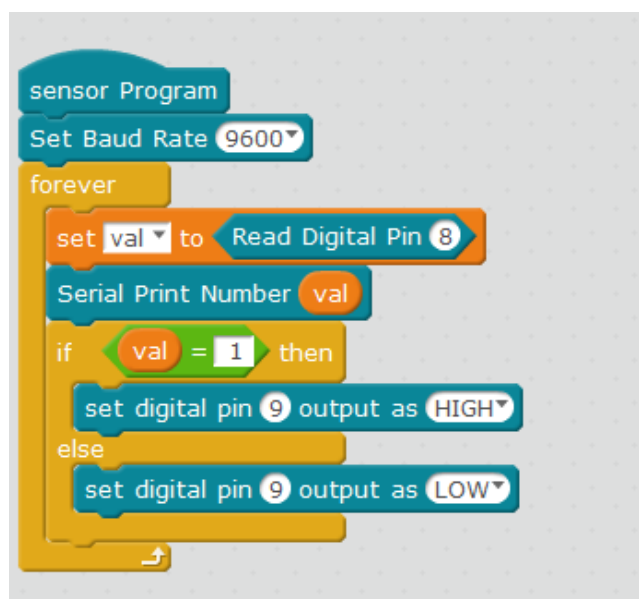 sensor Program
Set Baud Rate 9600
forever
set val to Read Digital Pin 8
Serial Print Number val
if val = 1 then
set digital pin 9 output as HIGH
else
set digital pin 9 output as LOW